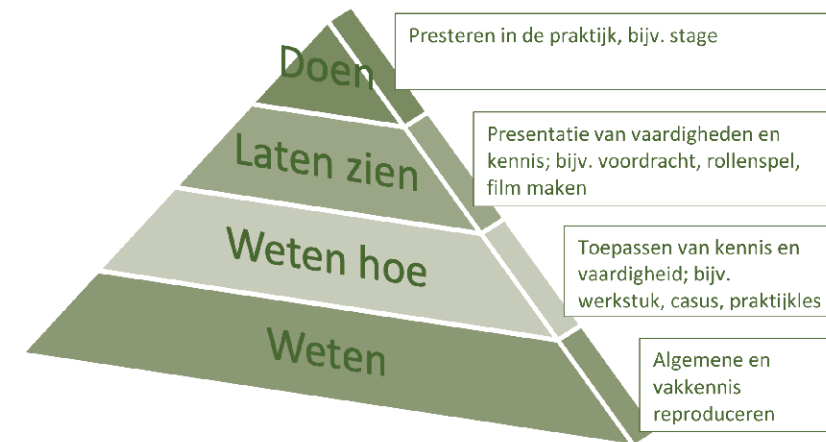 Doen
Presteren in de praktijk, bijv. stage
Laten zien
Presentatie van vaardigheden en
kennis; bijv. voordracht, rollenspel,
film maken
Weten hoe
Toepassen van kennis en
vaardigheid; bijv.
werkstuk, casus, praktijkles
Weten
Algemene en
vakkennis
reproduceren